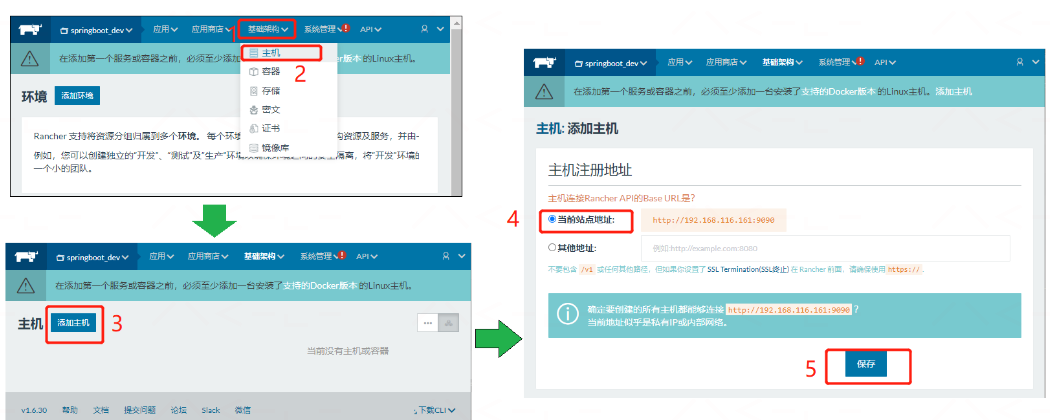 springboot_dev
应用
应用商店
1
基础架构
系统管理
API
在添加第一个服务或容器之前，必须至少添加
ker版本 的Linux主机。
主机
2
容器
存储
密文
证书
镜像库
环境
添加环境
Rancher 支持将资源分组归属到多个环境。 每个环
构资源及服务，并由-
例如，您可以创建独立的"开发"、"测试"及"生产"环境
将"开发"环境的
一个小的团队。
springboot_dev
应用
应用商店
基础架构
系统管理
API
在添加第一个服务或容器之前，必须至少添加一台安装了支持的Docker版本 的Linux主机。
主机
添加主机
3
当前没有主机或容器
v1.6.30
帮助
文档
提交问题
论坛
Slack
微信
下载CLI
springboot_dev
应用
应用商店
基础架构
系统管理
API
在添加第一个服务或容器之前，必须至少添加一台安装了支持的Docker版本 的Linux主机。添加主机
主机: 添加主机
主机注册地址
主机连接Rancher API的Base URL是?
4
当前站点地址:
http://192.168.116.161:9090
其他地址:
例如:http://example.com:8080
不要包含 /v1 或任何其他路径，但如果你设置了 SSL Termination(SSL终止) 在 Rancher 前面，请确保使用 https://.
确定要创建的所有主机都能够连接 http://192.168.116.161:9090 ?
当前地址似乎是私有IP或内部网络。
5
保存